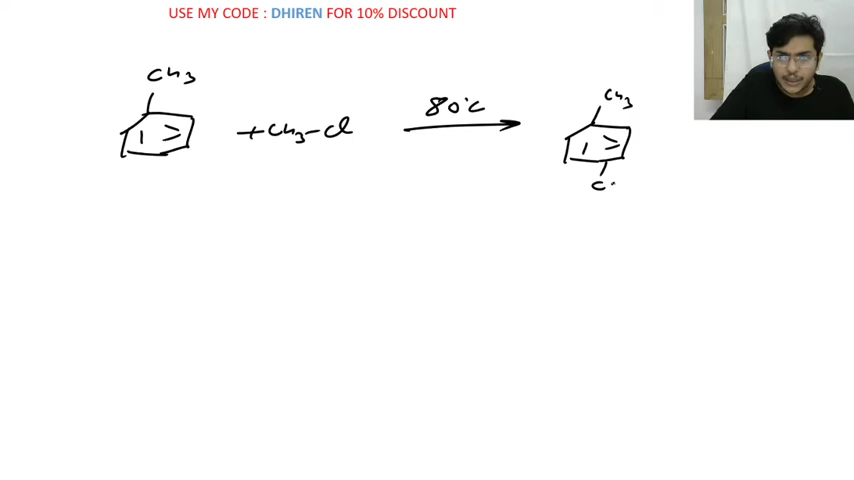 USE MY CODE : DHIREN FOR 10% DISCOUNT
CH3
+ CH3-Cl
80°C
CH3
C